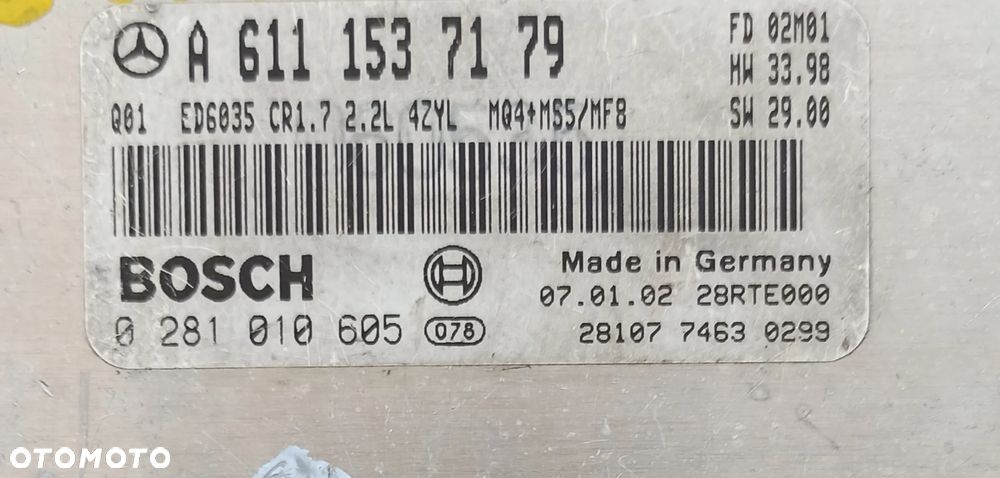 A 611 153 71 79
FD 02M01
HW 33.98
Q01 ED6035 CR1.7 2.2L 4ZYL MQ4+MS5/MF8 SW 29.00
BOSCH
Made in Germany
07.01.02 28RTE000
0 281 010 605 078
28107 7463 0299
OTOMOTO